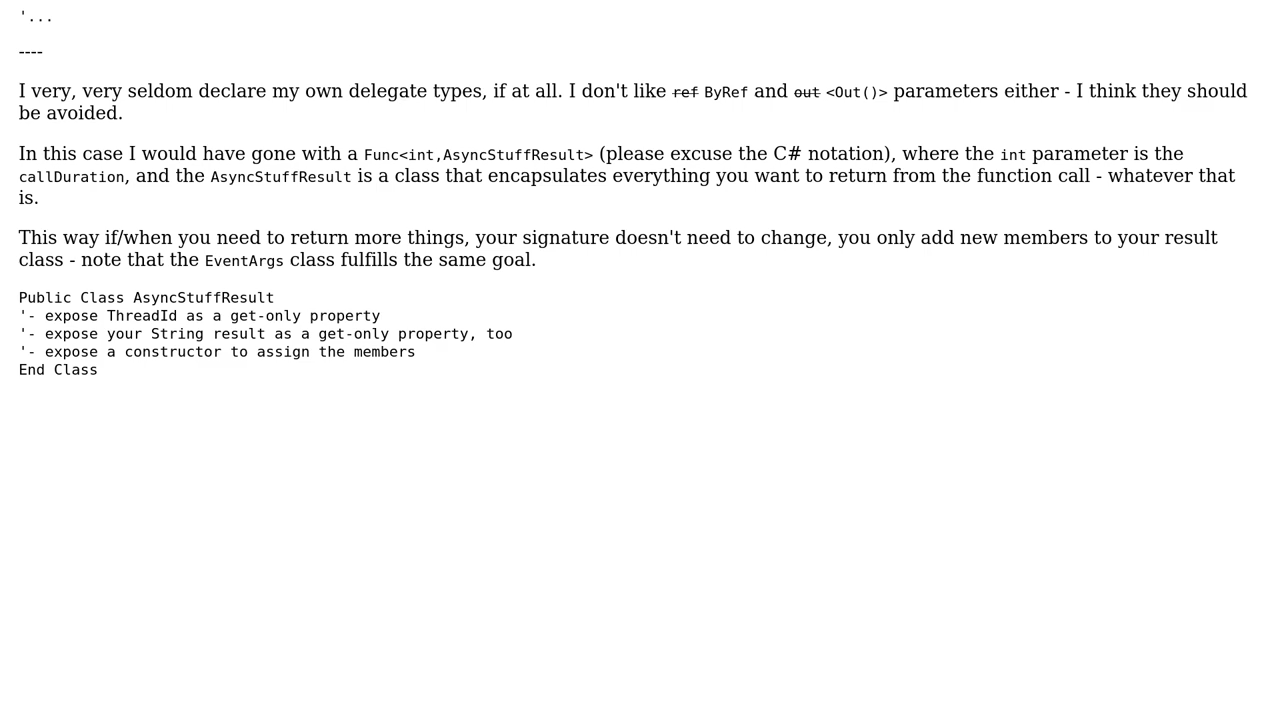 '...
----
I very, very seldom declare my own delegate types, if at all. I don't like ref ByRef and out <Out()> parameters either - I think they should
be avoided.
In this case I would have gone with a Func<int,AsyncStuffResult> (please excuse the C# notation), where the int parameter is the
callDuration, and the AsyncStuffResult is a class that encapsulates everything you want to return from the function call - whatever that
is.
This way if/when you need to return more things, your signature doesn't need to change, you only add new members to your result
class - note that the EventArgs class fulfills the same goal.
Public Class AsyncStuffResult
'- expose ThreadId as a get-only property
'- expose your String result as a get-only property, too
'- expose a constructor to assign the members
End Class